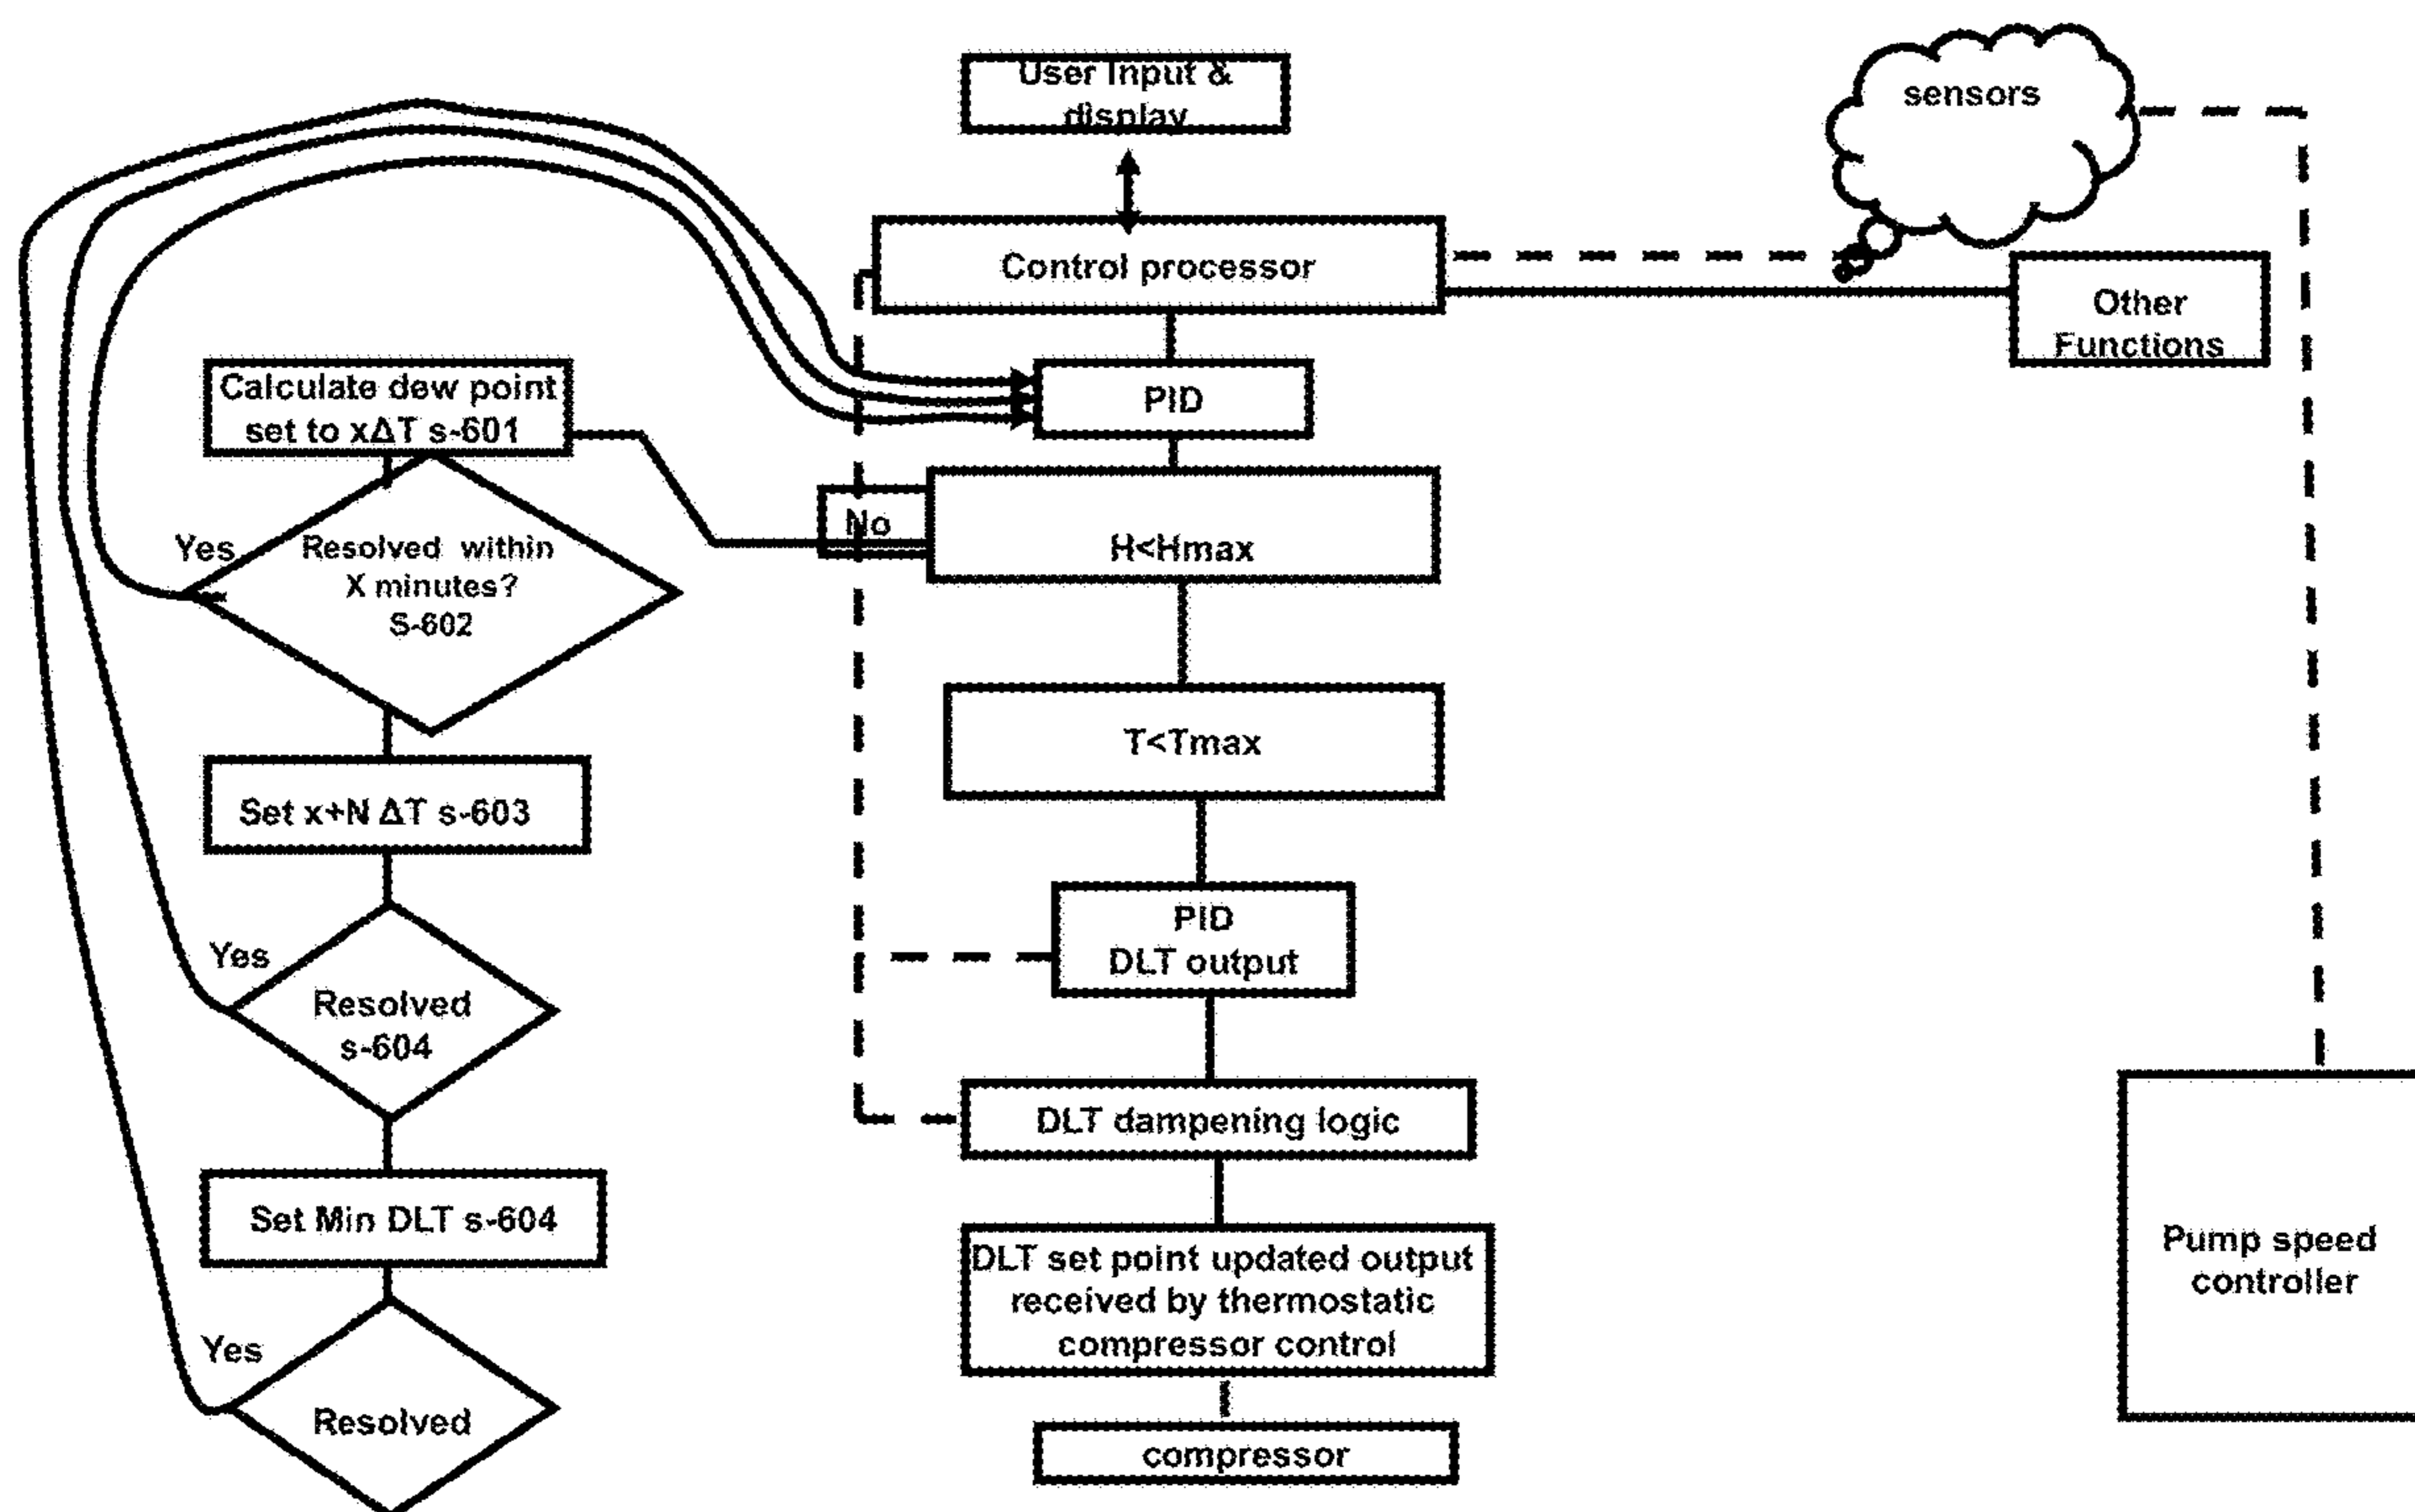 User Input &
display
sensors
Control processor
Other
Functions
Calculate dew point
set to xΔT s-601
PID
No
H<Hmax
Yes
Resolved within
X minutes?
S-602
T<Tmax
Set x+N ΔT s-603
PID
DLT output
Yes
Resolved
s-604
DLT dampening logic
Set Min DLT s-604
DLT set point updated output
received by thermostatic
compressor control
Pump speed
controller
Yes
Resolved
compressor